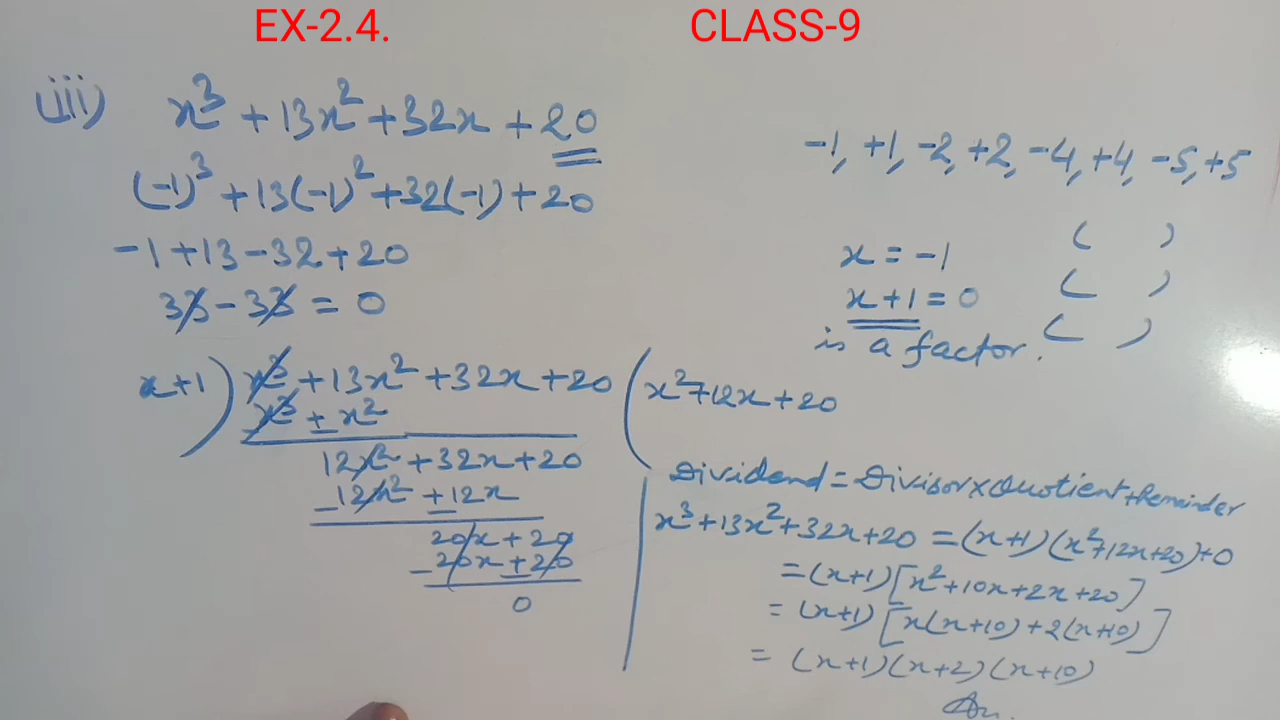 EX-2.4.
CLASS-9
iii) x³ + 13x² + 32x + 20
(-1)³ + 13(-1)² + 32(-1) + 20
-1 + 13 - 32 + 20
33 - 33 = 0
-1, +1, -2, +2, -4, +4, -5, +5
x = -1 ( )
x + 1 = 0 ( )
is a factor. ( )
x+1 ) x³ + 13x² + 32x + 20 ( x² + 12x + 20
x³ + x²
- -
12x² + 32x + 20
12x² + 12x
- -
20x + 20
20x + 20
- -
0
Dividend = Divisor × Quotient + Remainder
x³ + 13x² + 32x + 20 = (x+1) (x² + 12x + 20) + 0
= (x+1) [x² + 10x + 2x + 20]
= (x+1) [x(x+10) + 2(x+10)]
= (x+1) (x+2) (x+10)